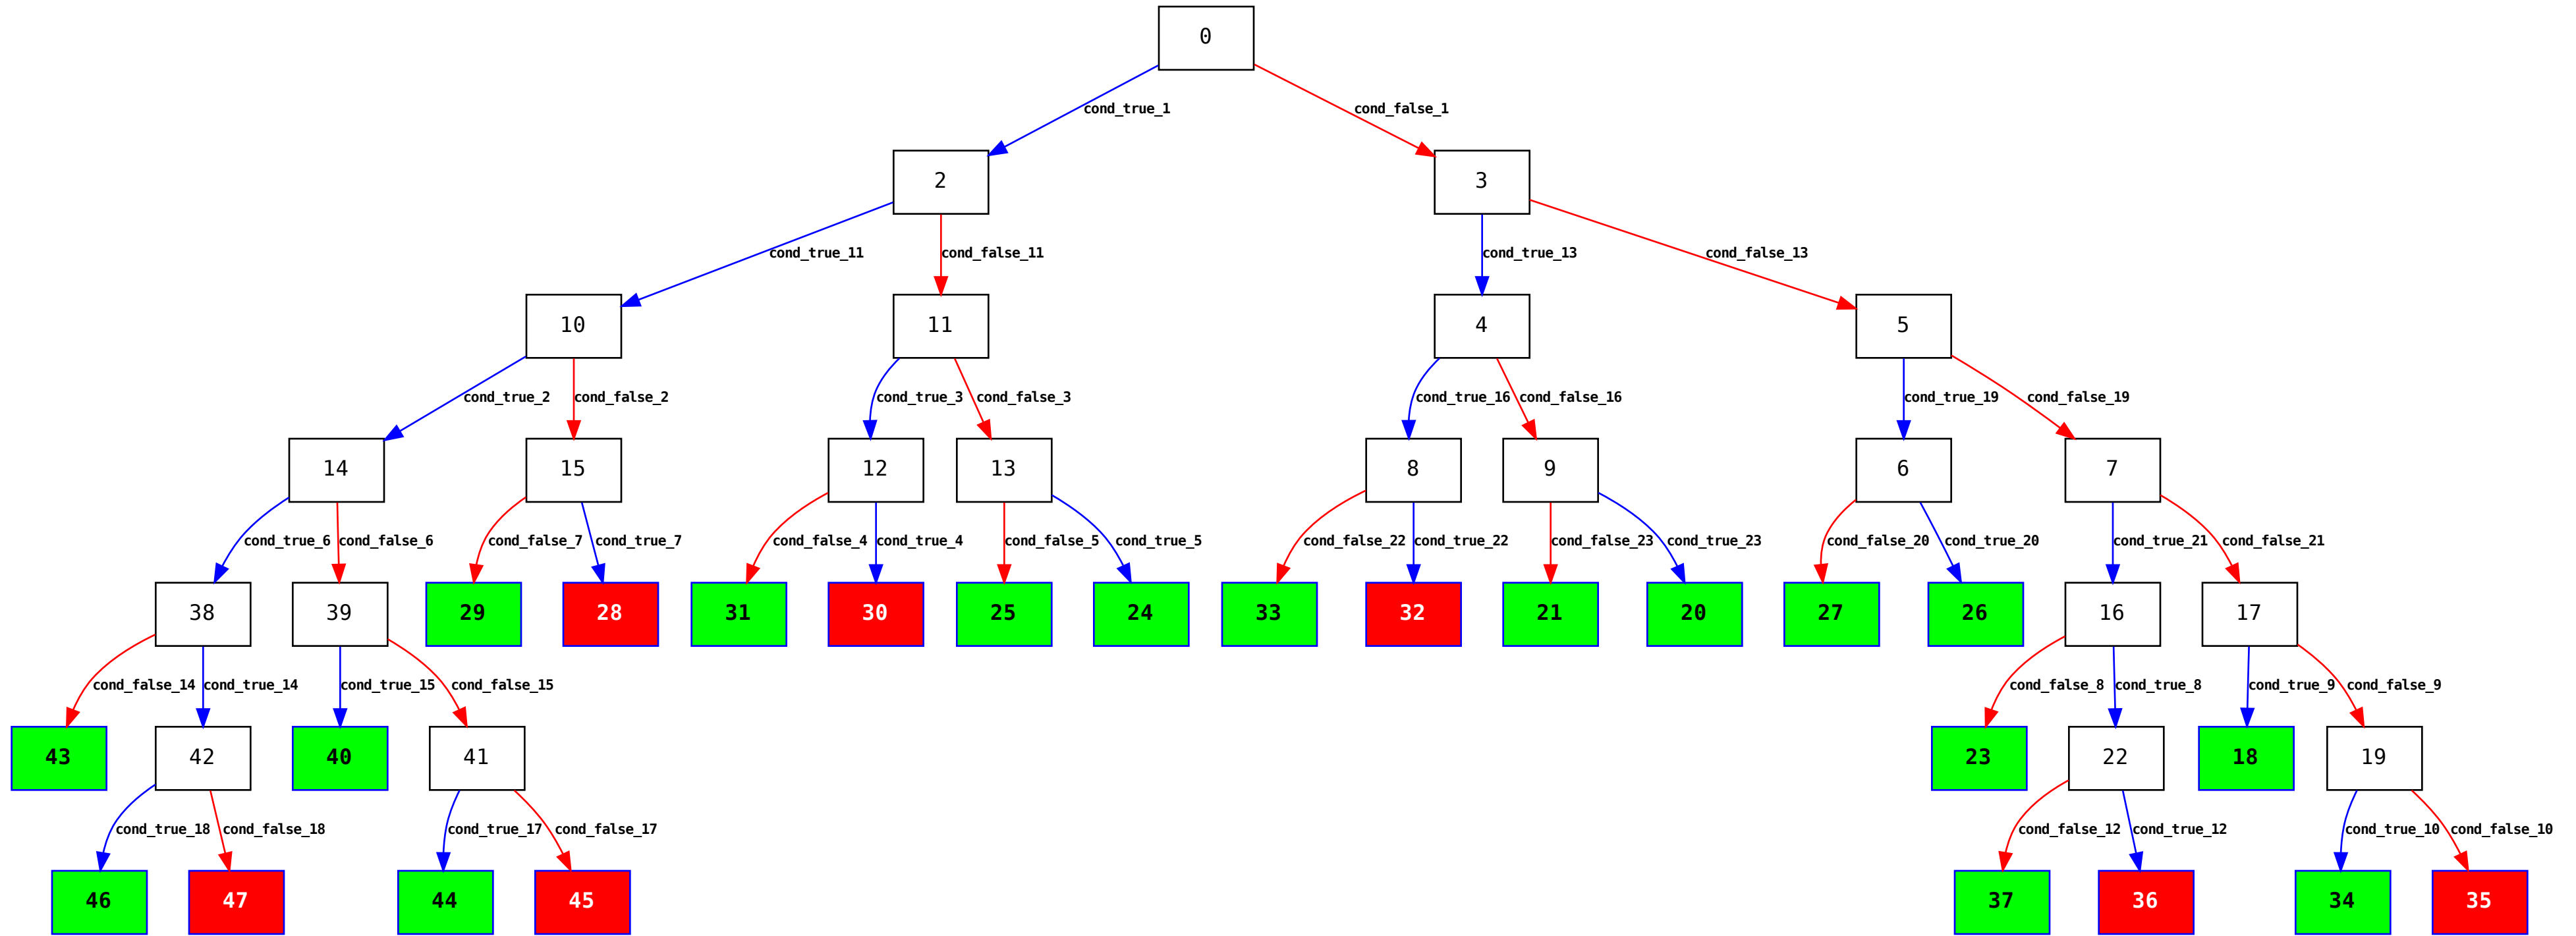 0
cond_true_1 cond_false_1
2 3
cond_true_11 cond_false_11 cond_true_13 cond_false_13
10 11 4 5
cond_true_2 cond_false_2 cond_true_3 cond_false_3 cond_true_16 cond_false_16 cond_true_19 cond_false_19
14 15 12 13 8 9 6 7
cond_true_6 cond_false_6 cond_false_7 cond_true_7 cond_false_4 cond_true_4 cond_false_5 cond_true_5 cond_false_22 cond_true_22 cond_false_23 cond_true_23 cond_false_20 cond_true_20 cond_true_21 cond_false_21
38 39 29 28 31 30 25 24 33 32 21 20 27 26 16 17
cond_false_14 cond_true_14 cond_true_15 cond_false_15 cond_false_8 cond_true_8 cond_true_9 cond_false_9
43 42 40 41 23 22 18 19
cond_true_18 cond_false_18 cond_true_17 cond_false_17 cond_false_12 cond_true_12 cond_true_10 cond_false_10
46 47 44 45 37 36 34 35